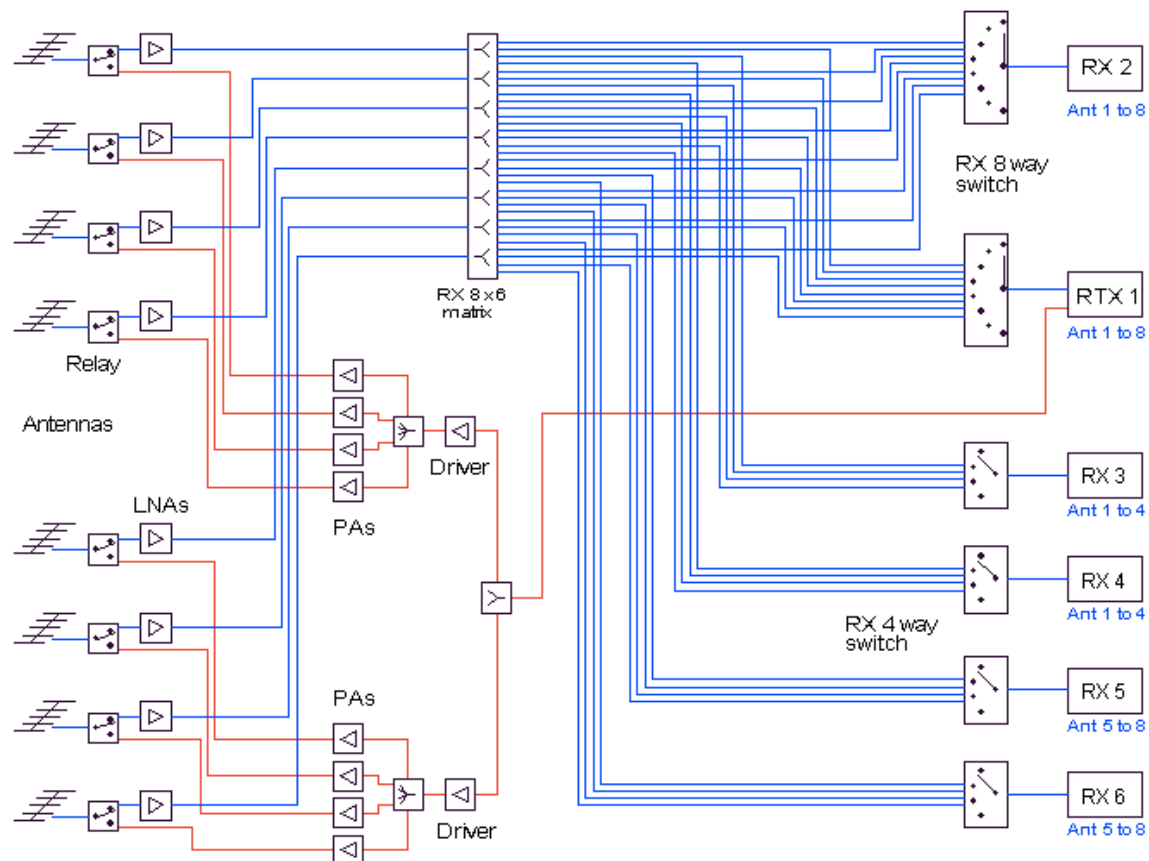 RX 2
Ant 1 to 8
RX 8 way
switch
RX 8 x 6
matrix
RTX 1
Ant 1 to 8
Relay
Antennas
Driver
RX 3
Ant 1 to 4
LNAs
PAs
RX 4
Ant 1 to 4
RX 4 way
switch
RX 5
Ant 5 to 8
PAs
RX 6
Ant 5 to 8
Driver